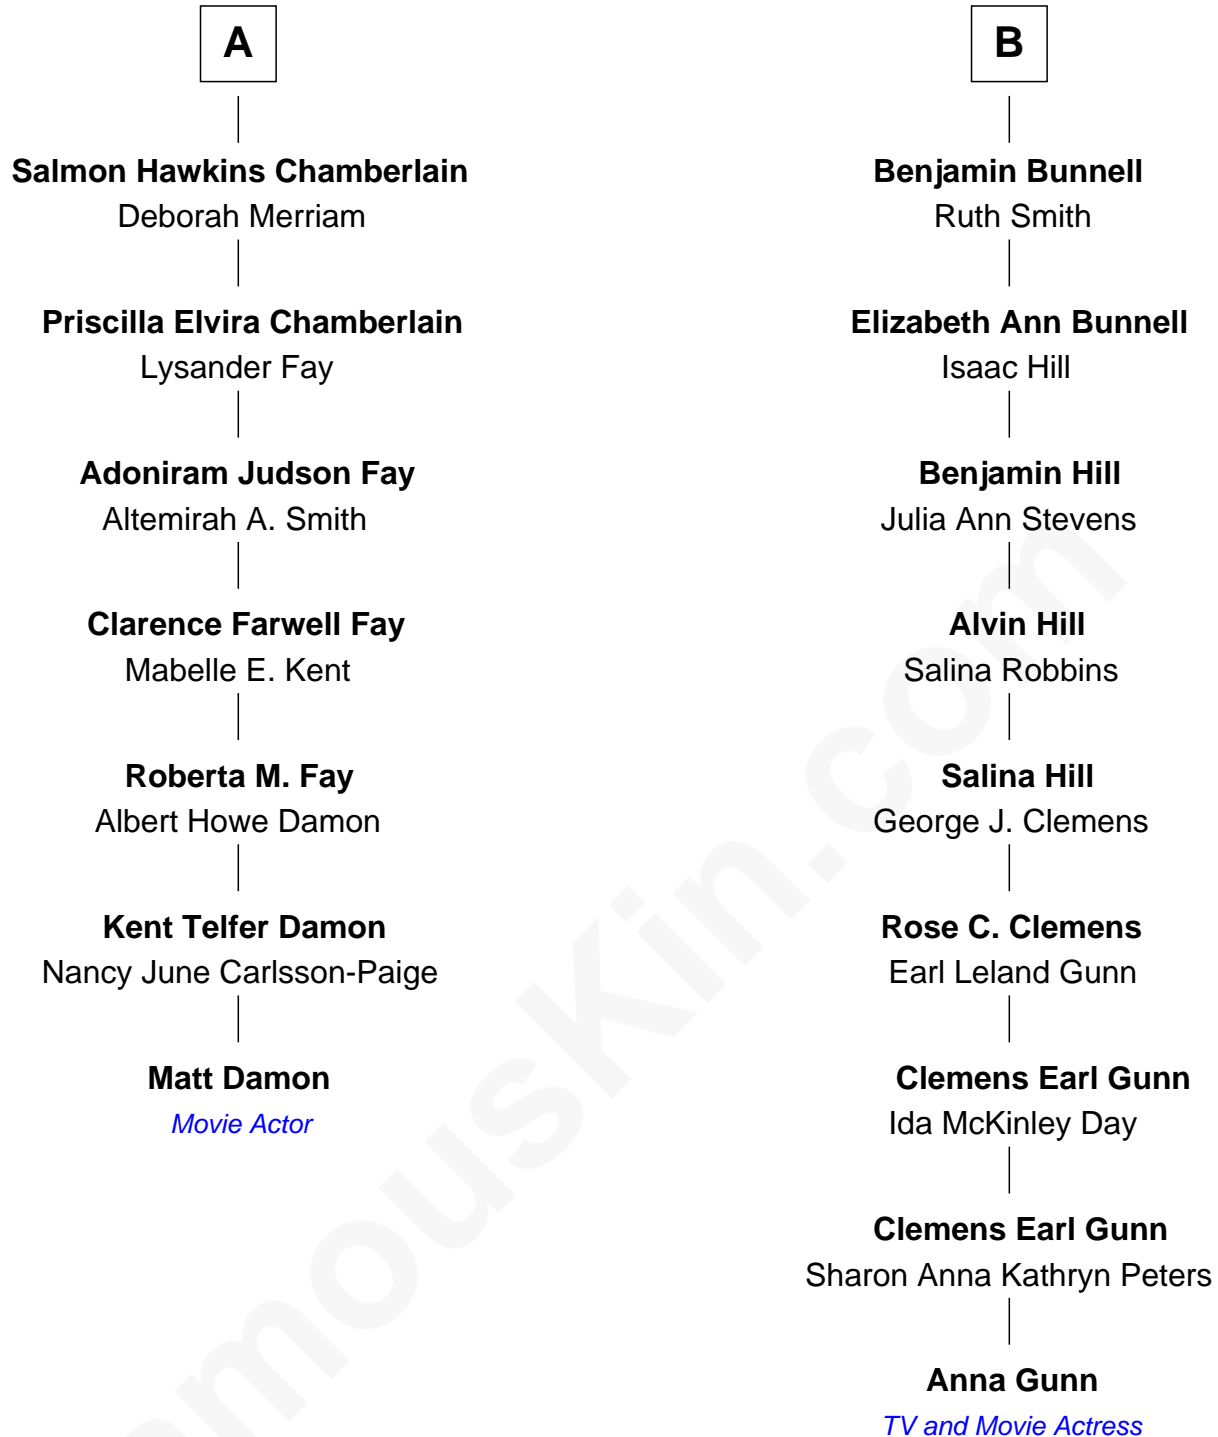 A
Salmon Hawkins Chamberlain
Deborah Merriam
Priscilla Elvira Chamberlain
Lysander Fay
Adoniram Judson Fay
Altemirah A. Smith
Clarence Farwell Fay
Mabelle E. Kent
Roberta M. Fay
Albert Howe Damon
Kent Telfer Damon
Nancy June Carlsson-Paige
Matt Damon
Movie Actor
B
Benjamin Bunnell
Ruth Smith
Elizabeth Ann Bunnell
Isaac Hill
Benjamin Hill
Julia Ann Stevens
Alvin Hill
Salina Robbins
Salina Hill
George J. Clemens
Rose C. Clemens
Earl Leland Gunn
Clemens Earl Gunn
Ida McKinley Day
Clemens Earl Gunn
Sharon Anna Kathryn Peters
Anna Gunn
TV and Movie Actress
amousKin.com